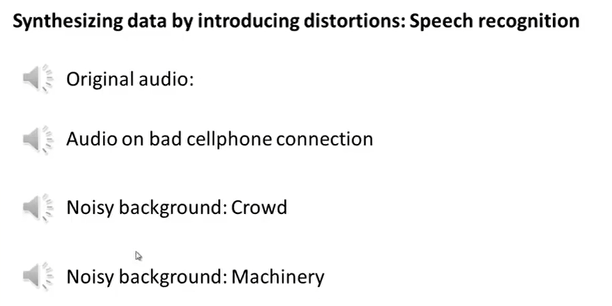 Synthesizing data by introducing distortions: Speech recognition
Original audio:
Audio on bad cellphone connection
Noisy background: Crowd
Noisy background: Machinery